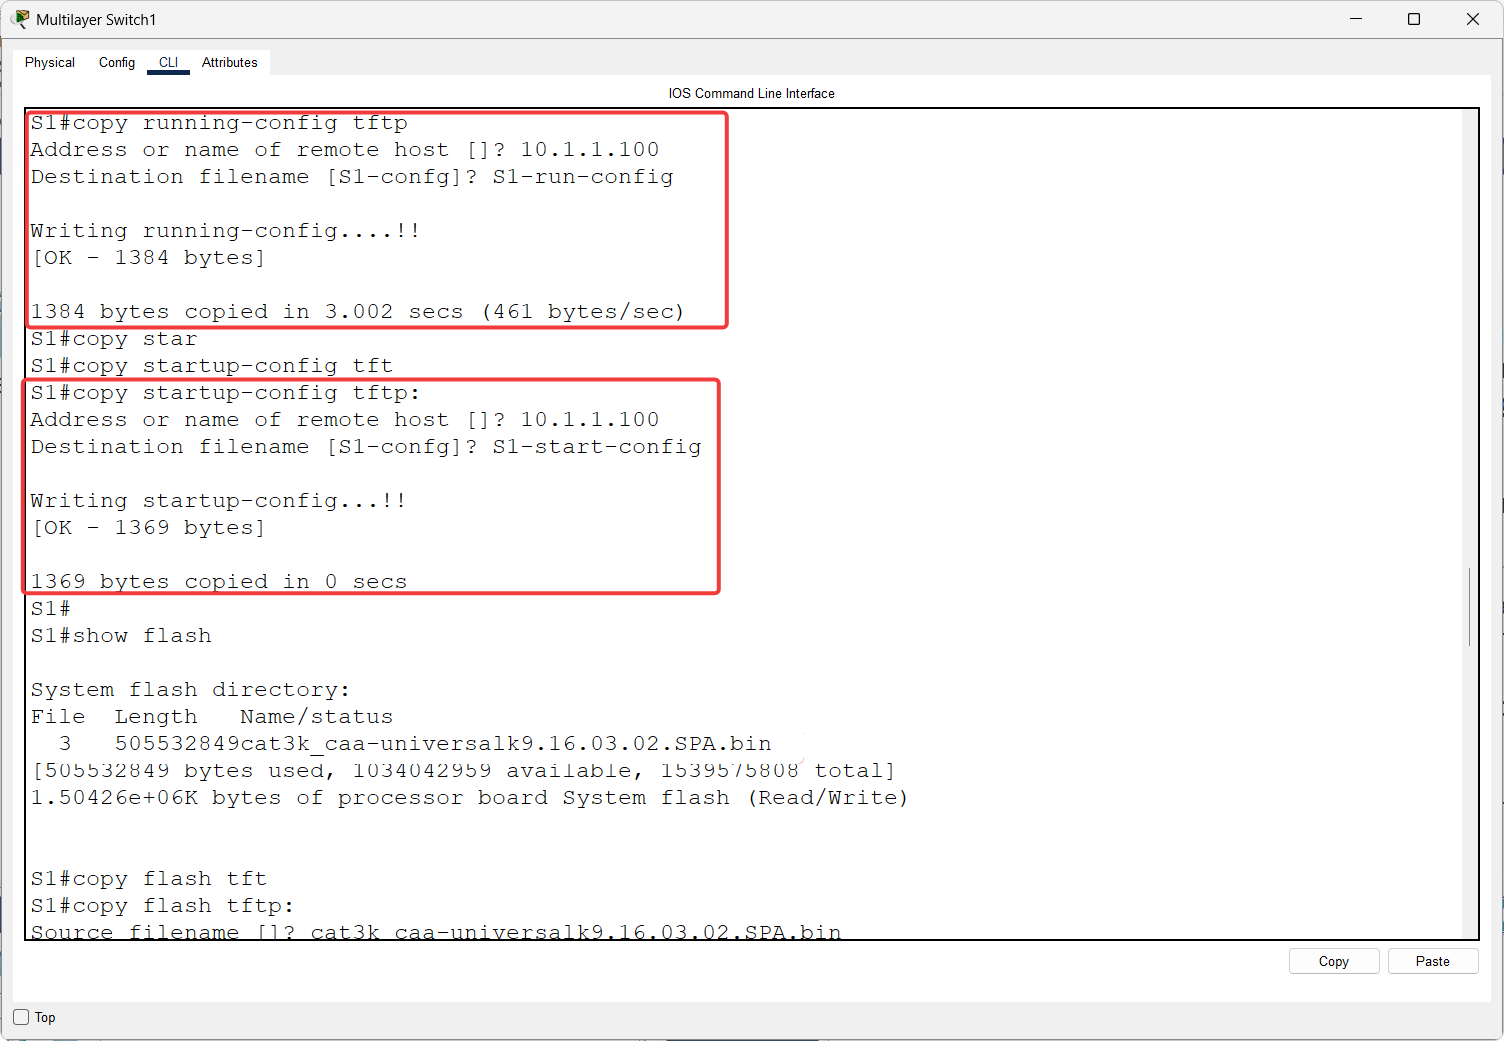 Multilayer Switch1
Physical Config CLI Attributes
IOS Command Line Interface
S1#copy running-config tftp
Address or name of remote host []? 10.1.1.100
Destination filename [S1-confg]? S1-run-config
Writing running-config....!!
[OK - 1384 bytes]
1384 bytes copied in 3.002 secs (461 bytes/sec)
S1#copy star
S1#copy startup-config tft
S1#copy startup-config tftp:
Address or name of remote host []? 10.1.1.100
Destination filename [S1-confg]? S1-start-config
Writing startup-config...!!
[OK - 1369 bytes]
1369 bytes copied in 0 secs
S1#
S1#show flash
System flash directory:
File Length Name/status
3 505532849cat3k_caa-universalk9.16.03.02.SPA.bin
[505532849 bytes used, 1034042959 available, 1539575808 total]
1.50426e+06K bytes of processor board System flash (Read/Write)
S1#copy flash tft
S1#copy flash tftp:
Source filename []? cat3k_caa-universalk9.16.03.02.SPA.bin
Copy Paste
Top